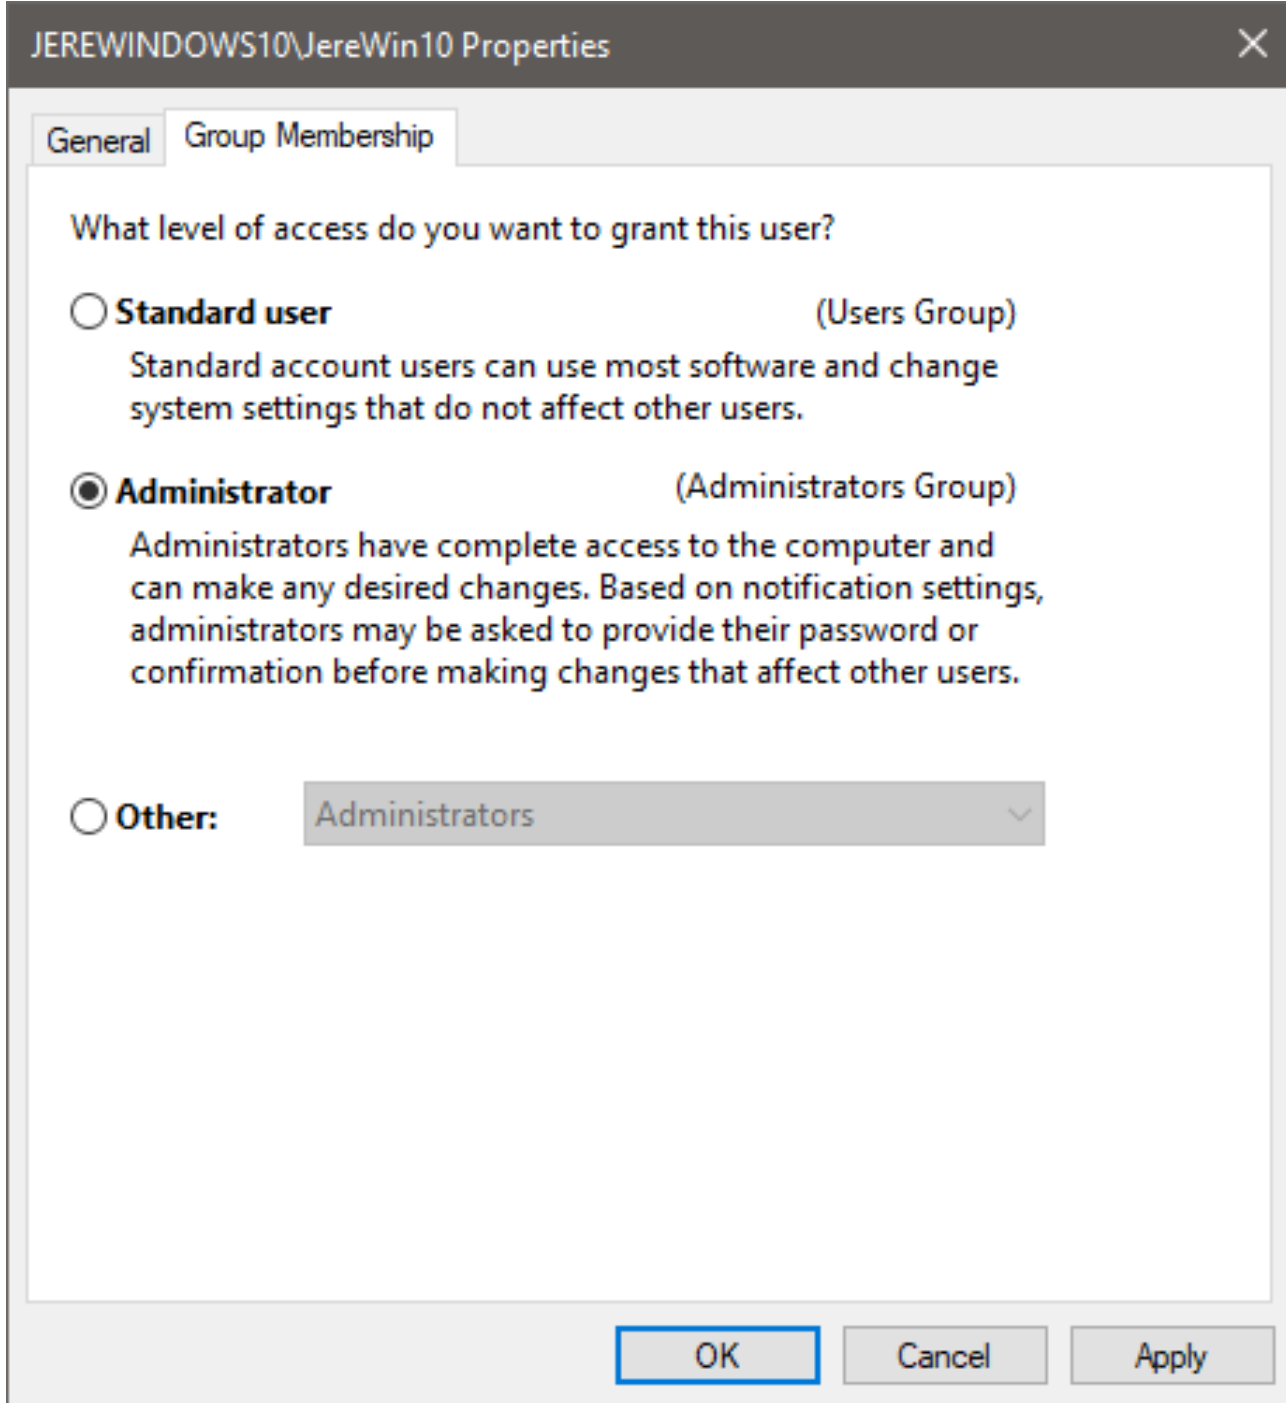 JEREWINDOWS10\JereWin10 Properties
General
Group Membership
What level of access do you want to grant this user?
Standard user (Users Group)
Standard account users can use most software and change
system settings that do not affect other users.
Administrator (Administrators Group)
Administrators have complete access to the computer and
can make any desired changes. Based on notification settings,
administrators may be asked to provide their password or
confirmation before making changes that affect other users.
Other: Administrators
OK Cancel Apply